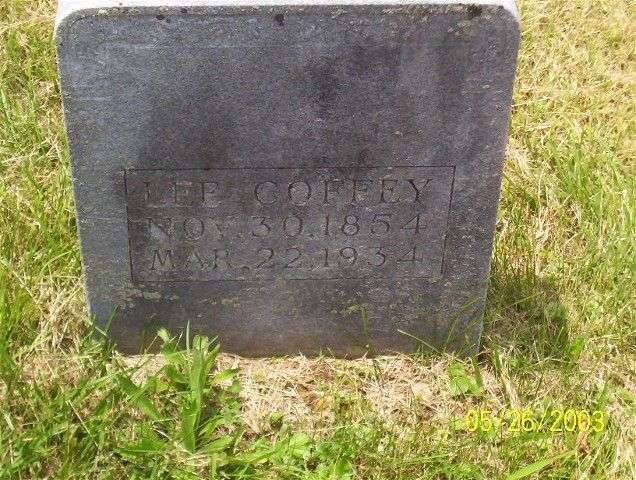 LEE COFFEY
NOV. 30, 1854
MAR. 22, 1934
05/26/2003